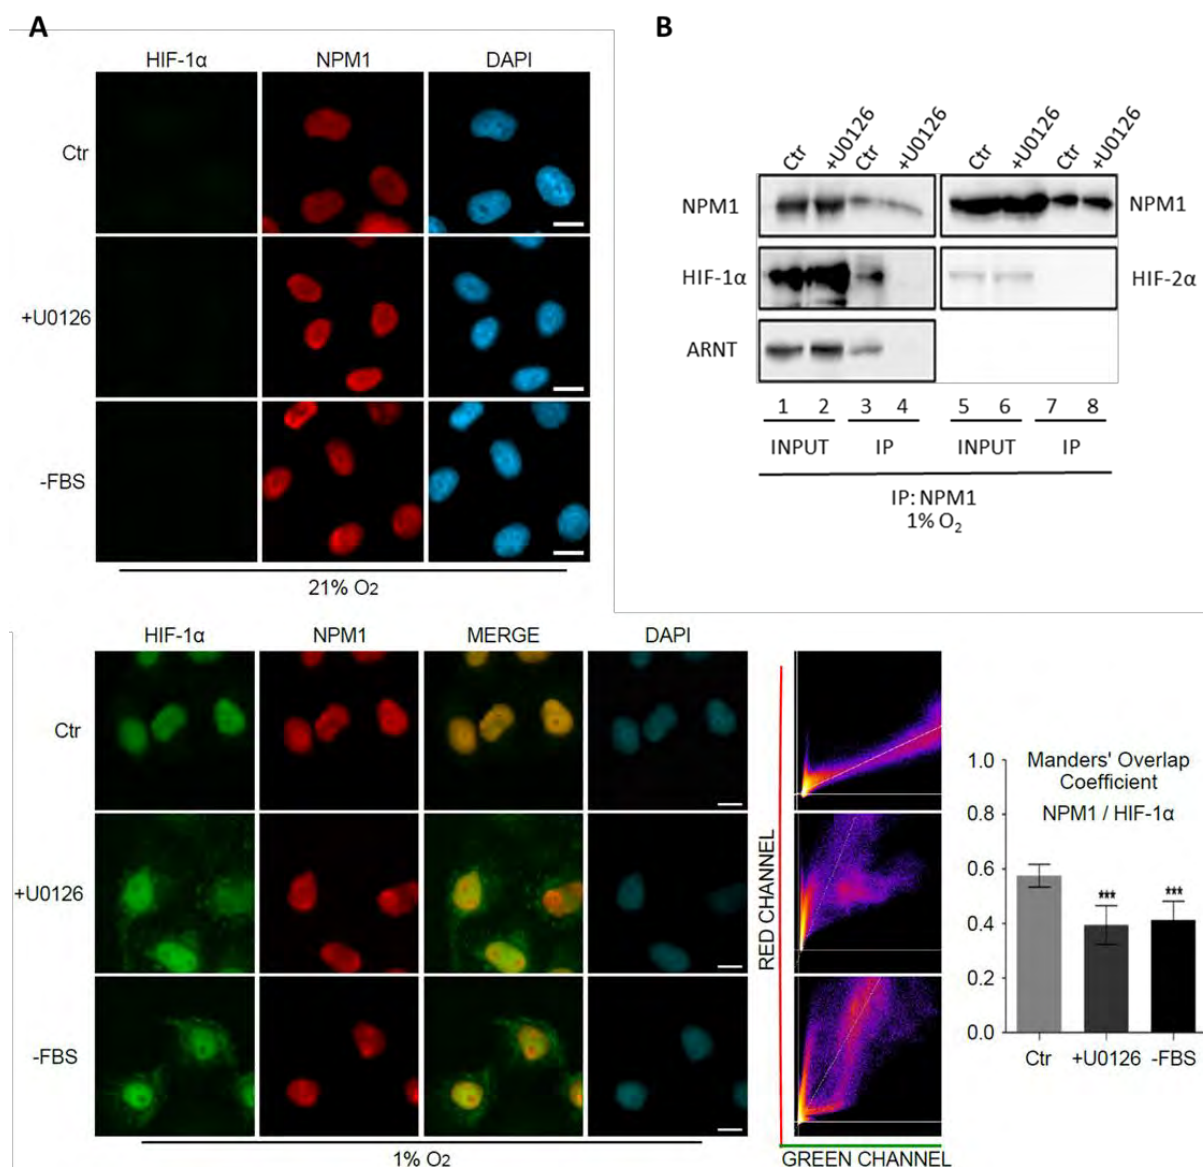 A
HIF-1α NPM1 DAPI
Ctr
+U0126
-FBS
21% O2
B
Ctr +U0126 Ctr +U0126 Ctr +U0126 Ctr +U0126
NPM1 NPM1
HIF-1α HIF-2α
ARNT
1 2 3 4 5 6 7 8
INPUT IP INPUT IP
IP: NPM1
1% O₂
HIF-1α NPM1 MERGE DAPI
Ctr
+U0126
-FBS
1% O2
RED CHANNEL
GREEN CHANNEL
Manders' Overlap
Coefficient
NPM1 / HIF-1α
1.0
0.8
0.6
0.4
0.2
0.0
*** ***
Ctr +U0126 -FBS